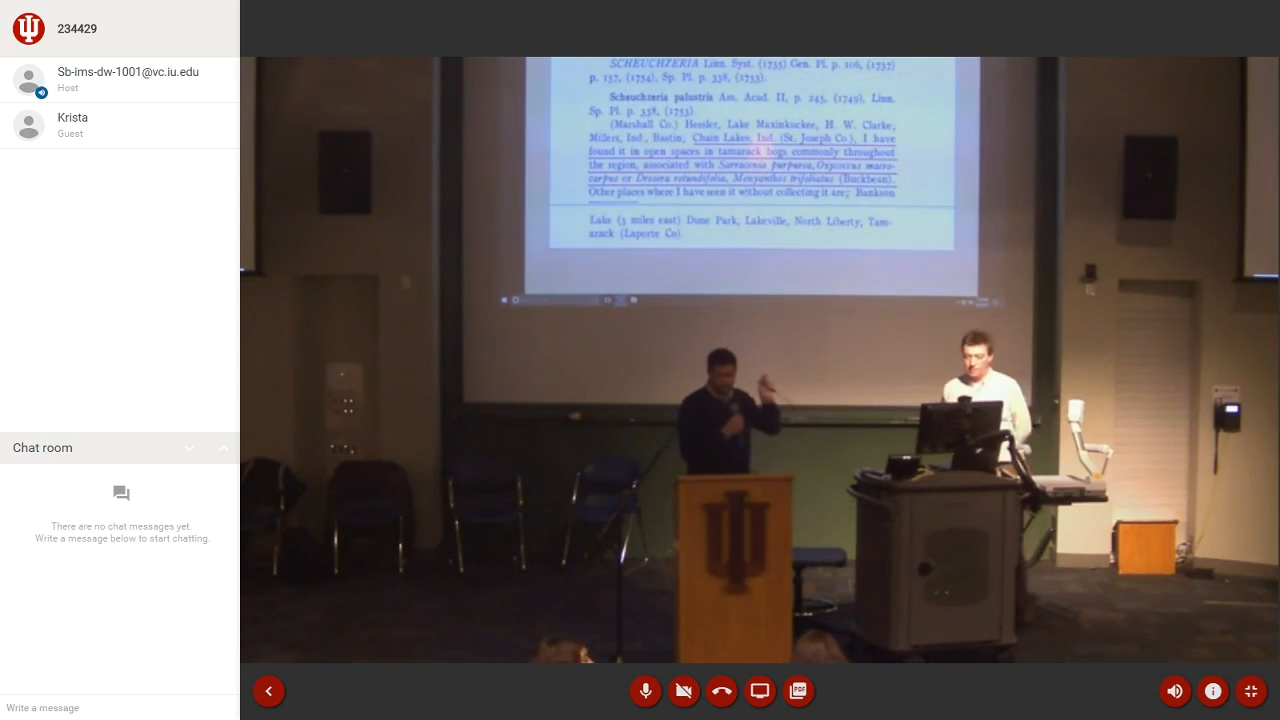 234429
Sb-ims-dw-1001@vc.iu.edu
Host
Krista
Guest
Chat room
There are no chat messages yet.
Write a message below to start chatting.
Write a message
SCHEUCHZERIA Linn. Syst. (1735) Gen. Pl. p. 106, (1737)
p. 157, (1754), Sp. Pl. p. 338, (1753).
Scheuchzeria palustris Am. Acad. II, p. 245, (1749), Linn.
Sp. Pl. p. 338, (1753)
(Marshall Co.) Hessler, Lake Maxinkuckee, H. W. Clarke;
Millers, Ind., Bastin; Chain Lakes, Ind. (St. Joseph Co.), I have
found it in open spaces in tamarack bogs commonly throughout
the region, associated with Sarracenia purpurea, Oxycoccus macro-
carpus or Drosera rotundifolia, Menyanthos trifoliatus (Buckbean).
Other places where I have seen it without collecting it are; Bankson
Lake (3 miles east) Dune Park, Lakeville, North Liberty, Tam-
arack (Laporte Co)
PDF